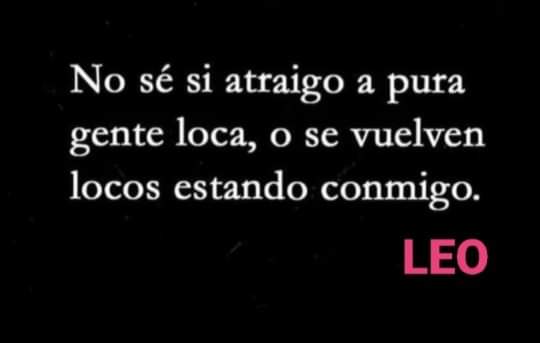 No sé si atraigo a pura
gente loca, o se vuelven
locos estando conmigo.
LEO